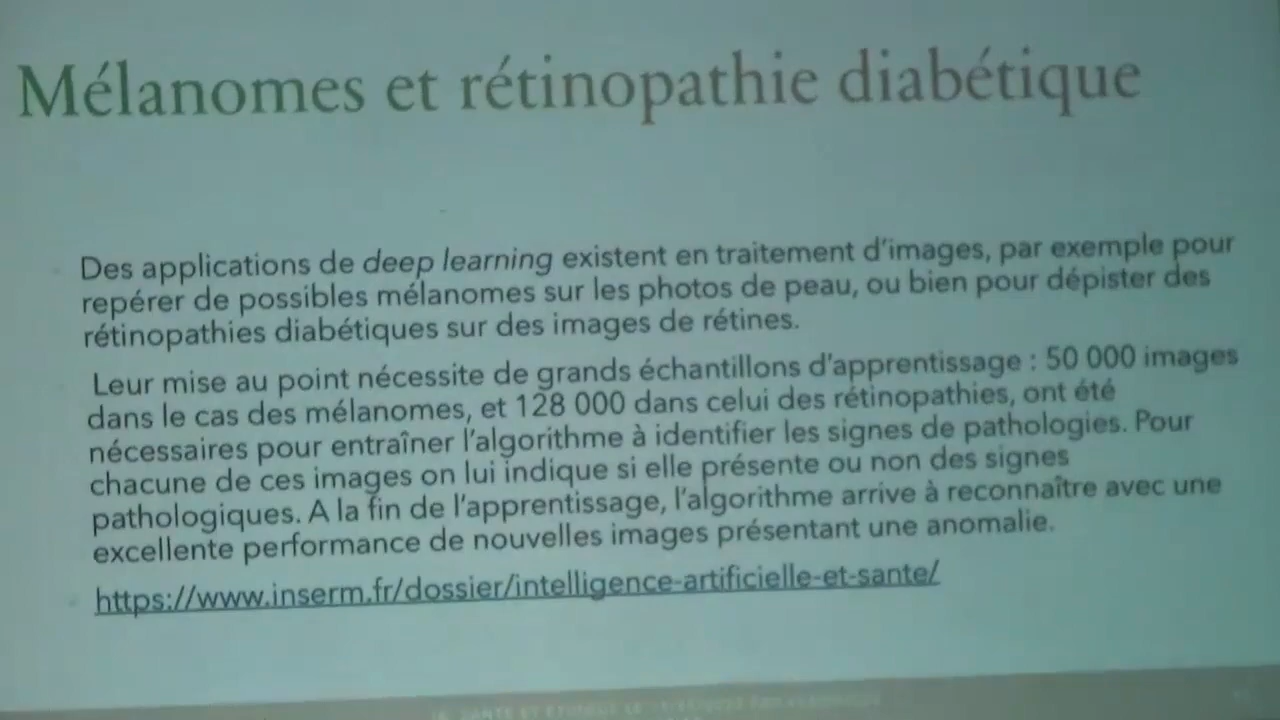 Mélanomes et rétinopathie diabétique
Des applications de deep learning existent en traitement d'images, par exemple pour
repérer de possibles mélanomes sur les photos de peau, ou bien pour dépister des
rétinopathies diabétiques sur des images de rétines.
Leur mise au point nécessite de grands échantillons d'apprentissage : 50 000 images
dans le cas des mélanomes, et 128 000 dans celui des rétinopathies, ont été
nécessaires pour entraîner l'algorithme à identifier les signes de pathologies. Pour
chacune de ces images on lui indique si elle présente ou non des signes
pathologiques. A la fin de l'apprentissage, l'algorithme arrive à reconnaître avec une
excellente performance de nouvelles images présentant une anomalie.
https://www.inserm.fr/dossier/intelligence-artificielle-et-sante/